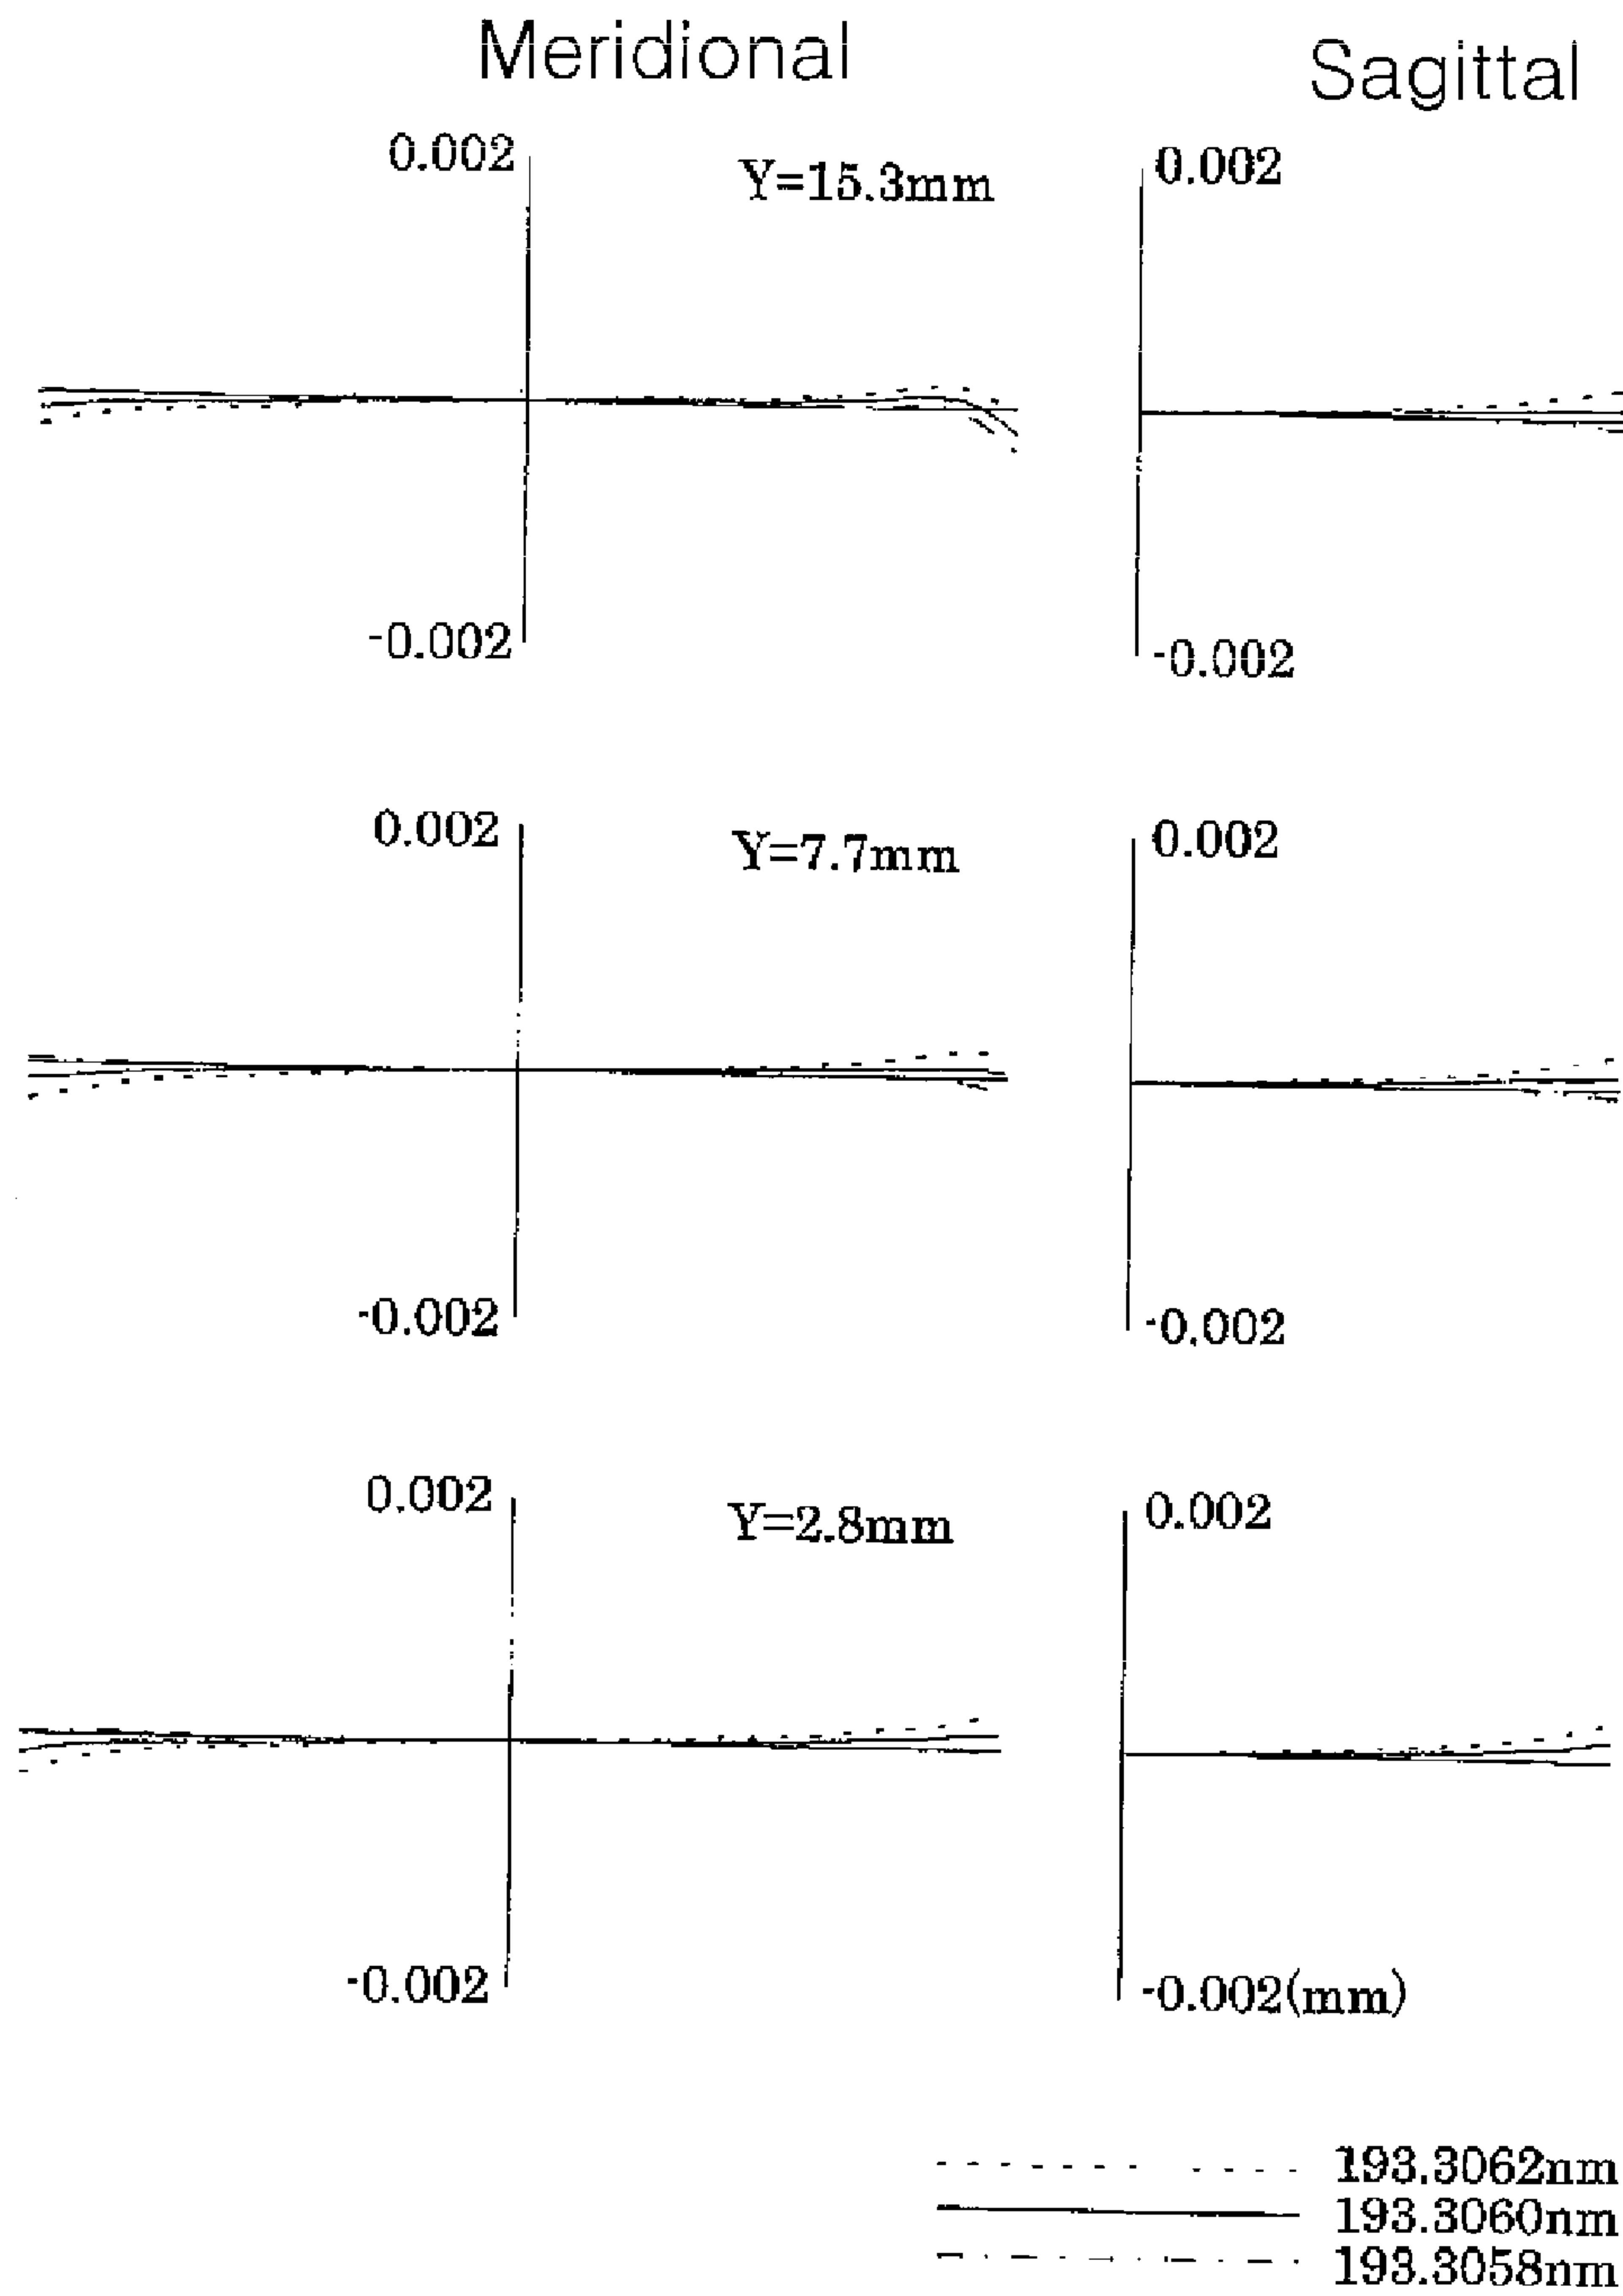 Meridional Sagittal
0.002 Y=15.3mm 0.002
-0.002 -0.002
0.002 Y=7.7mm 0.002
-0.002 -0.002
0.002 Y=2.8mm 0.002
-0.002 -0.002(mm)
193.3062nm
193.3060nm
193.3058nm